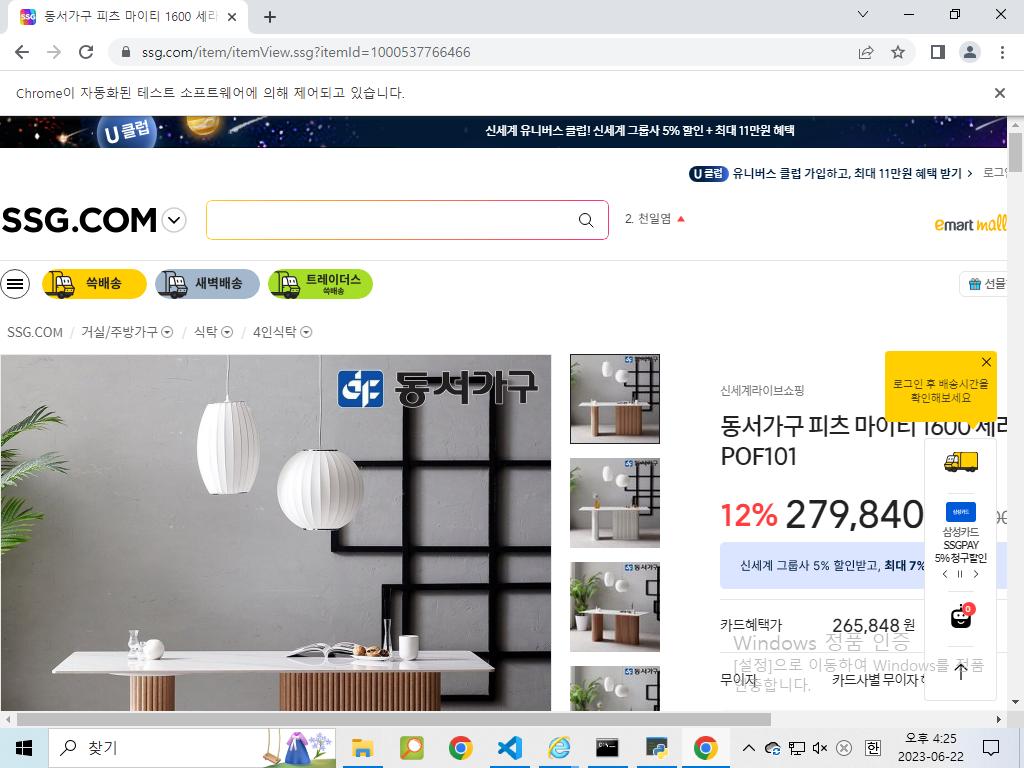 동서가구 피츠 마이티 1600 세라
ssg.com/item/itemView.ssg?itemId=1000537766466
Chrome이 자동화된 테스트 소프트웨어에 의해 제어되고 있습니다.
U클럽
신세계 유니버스 클럽! 신세계 그룹사 5% 할인 + 최대 11만원 혜택
U클럽 유니버스 클럽 가입하고, 최대 11만원 혜택 받기
로그인
SSG.COM
2. 천일염
emart mall
쓱배송
새벽배송
트레이더스
쓱배송
선물
SSG.COM / 거실/주방가구 / 식탁 / 4인식탁
동서가구
로그인 후 배송시간을
확인해보세요
신세계라이브쇼핑
동서가구 피츠 마이티 1600 세라
POF101
12% 279,840
신세계 그룹사 5% 할인받고, 최대 7%
삼성카드
삼성카드
SSGPAY
5% 청구할인
0
카드혜택가
265,848 원
Windows 정품 인증
[설정]으로 이동하여 Windows를 정품
인증합니다.
무이자
카드사별 무이자
찾기
오후 4:25
2023-06-22
한